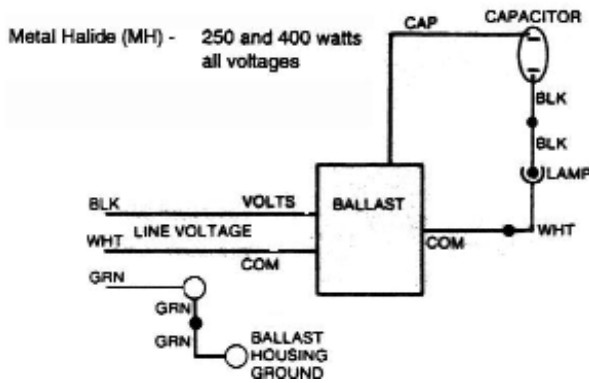 Metal Halide (MH) - 250 and 400 watts
all voltages
CAP
CAPACITOR
BLK
BLK
LAMP
BALLAST
BLK
VOLTS
LINE VOLTAGE
WHT
COM
COM
WHT
GRN
GRN
GRN
BALLAST
HOUSING
GROUND